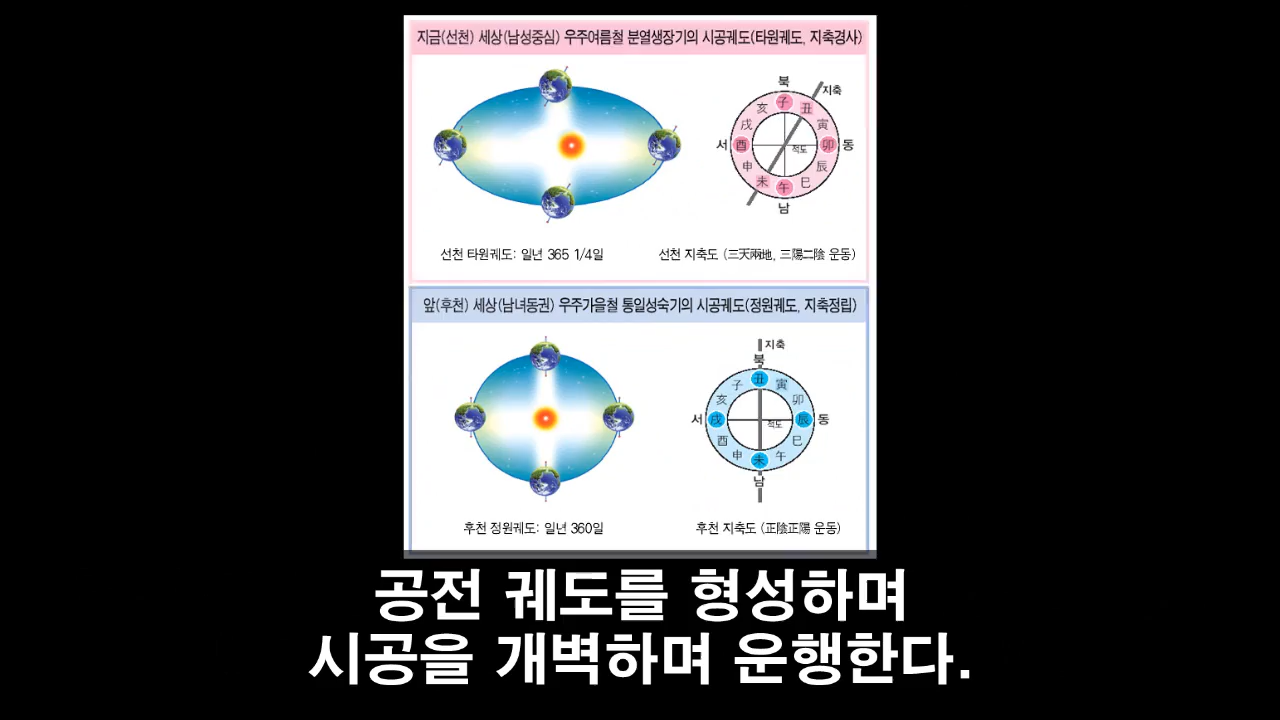 지금(선천) 세상(남성중심) 우주여름철 분열생장기의 시공궤도(타원궤도, 지축경사)
북
지축
亥 子 丑
戌 寅
서 酉 적도 卯 동
申 辰
未 午 巳
남
선천 타원궤도: 일년 365 1/4일
선천 지축도 (三天兩地, 三陽二陰 운동)
앞(후천) 세상(남녀동권) 우주가을철 통일성숙기의 시공궤도(정원궤도, 지축정립)
지축
북
子 丑 寅
亥 卯
서 戌 적도 辰 동
酉 巳
申 未 午
남
후천 정원궤도: 일년 360일
후천 지축도 (正陰正陽 운동)
공전 궤도를 형성하며
시공을 개벽하며 운행한다.